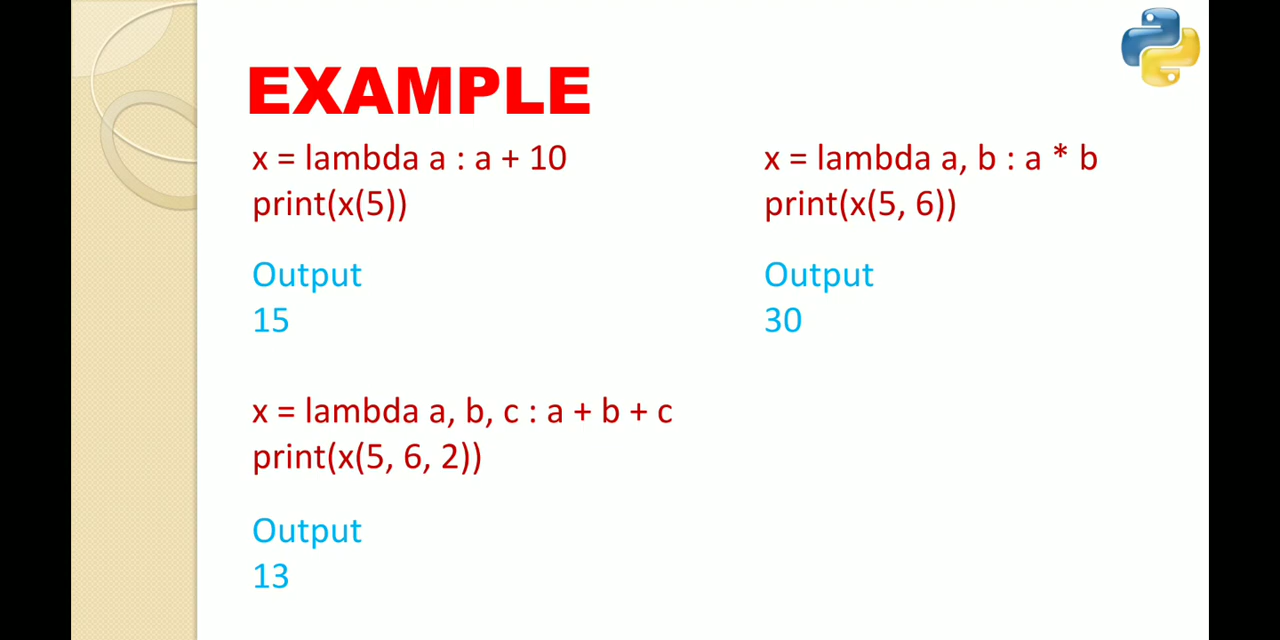 EXAMPLE
x = lambda a : a + 10
print(x(5))
Output
15
x = lambda a, b : a * b
print(x(5, 6))
Output
30
x = lambda a, b, c : a + b + c
print(x(5, 6, 2))
Output
13